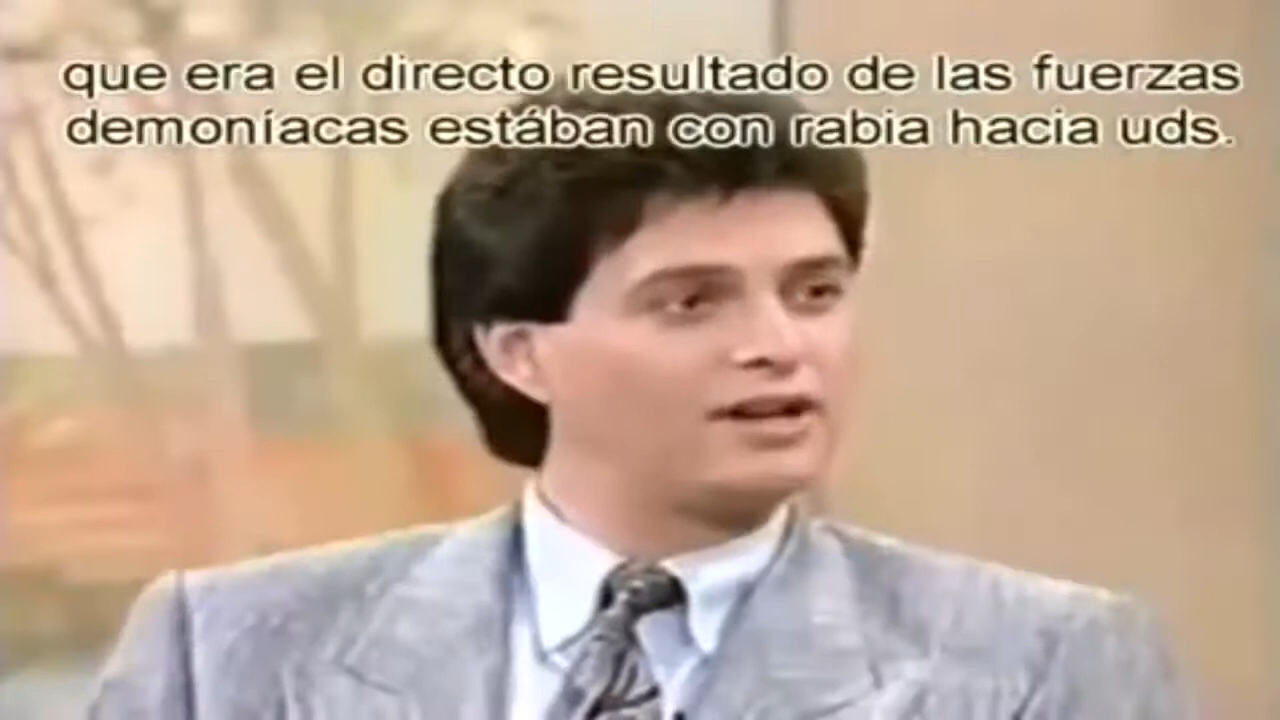 que era el directo resultado de las fuerzas
demoníacas estában con rabia hacia uds.